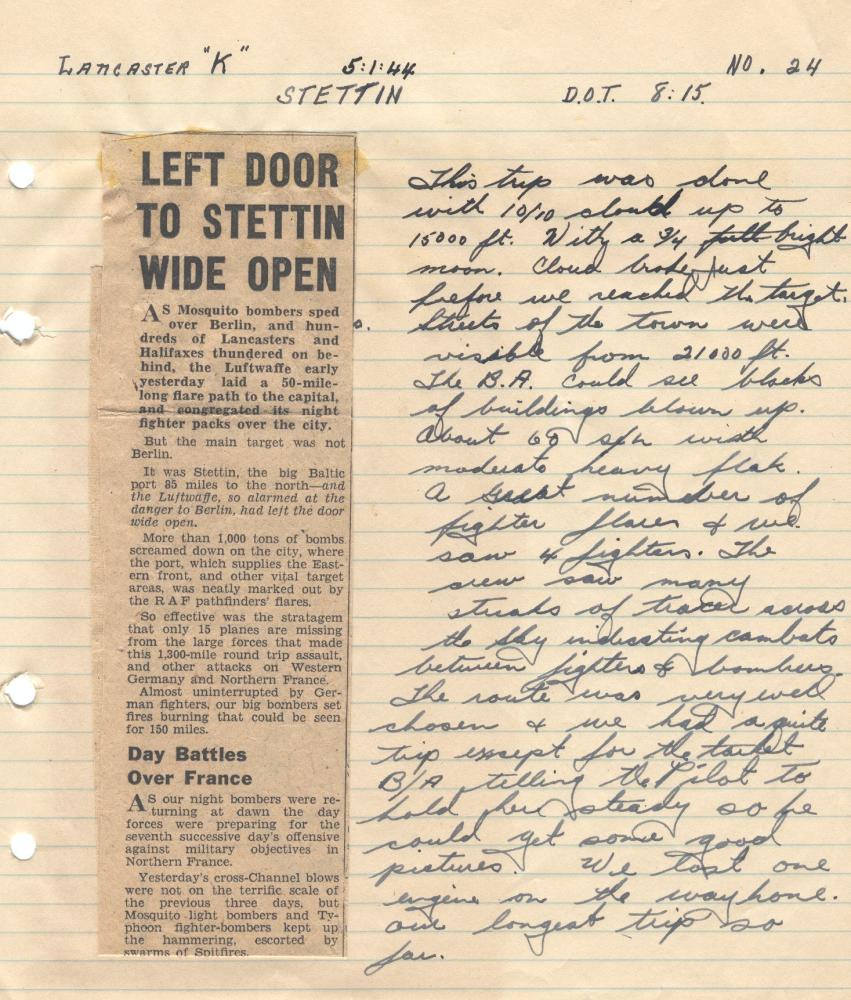 LANCASTER "K" 5:1:44 NO. 24
STETTIN D.O.T. 8:15.
LEFT DOOR
TO STETTIN
WIDE OPEN
AS Mosquito bombers sped
over Berlin, and hun-
dreds of Lancasters and
Halifaxes thundered on be-
hind, the Luftwaffe early
yesterday laid a 50-mile-
long flare path to the capital,
and congregated its night
fighter packs over the city.
But the main target was not
Berlin.
It was Stettin, the big Baltic
port 85 miles to the north—and
the Luftwaffe, so alarmed at the
danger to Berlin, had left the door
wide open.
More than 1,000 tons of bombs
screamed down on the city, where
the port, which supplies the East-
ern front, and other vital target
areas, was neatly marked out by
the R A F pathfinders' flares.
So effective was the stratagem
that only 15 planes are missing
from the large forces that made
this 1,300-mile round trip assault,
and other attacks on Western
Germany and Northern France.
Almost uninterrupted by Ger-
man fighters, our big bombers set
fires burning that could be seen
for 150 miles.
Day Battles
Over France
AS our night bombers were re-
turning at dawn the day
forces were preparing for the
seventh successive day's offensive
against military objectives in
Northern France.
Yesterday's cross-Channel blows
were not on the terrific scale of
the previous three days, but
Mosquito light bombers and Ty-
phoon fighter-bombers kept up
the hammering, escorted by
swarms of Spitfires.
This trip was done
with 10/10 cloud up to
15000 ft. With a 3/4 full bright
moon. Cloud broke just
before we reached the target.
Streets of the town were
visible from 21000 ft.
The B.A. could see blocks
of buildings blown up.
About 60 s/h with
moderate heavy flak.
A great number of
fighter flares & we
saw 4 fighters. The
crew saw many
streaks of tracer across
the sky indicating combats
between fighters & bombers.
The route was very well
chosen & we had a quite
trip except for the target
B/A telling the Pilot to
hold her steady so he
could get some good
pictures. We lost one
engine on the way home.
our longest trip so
far.